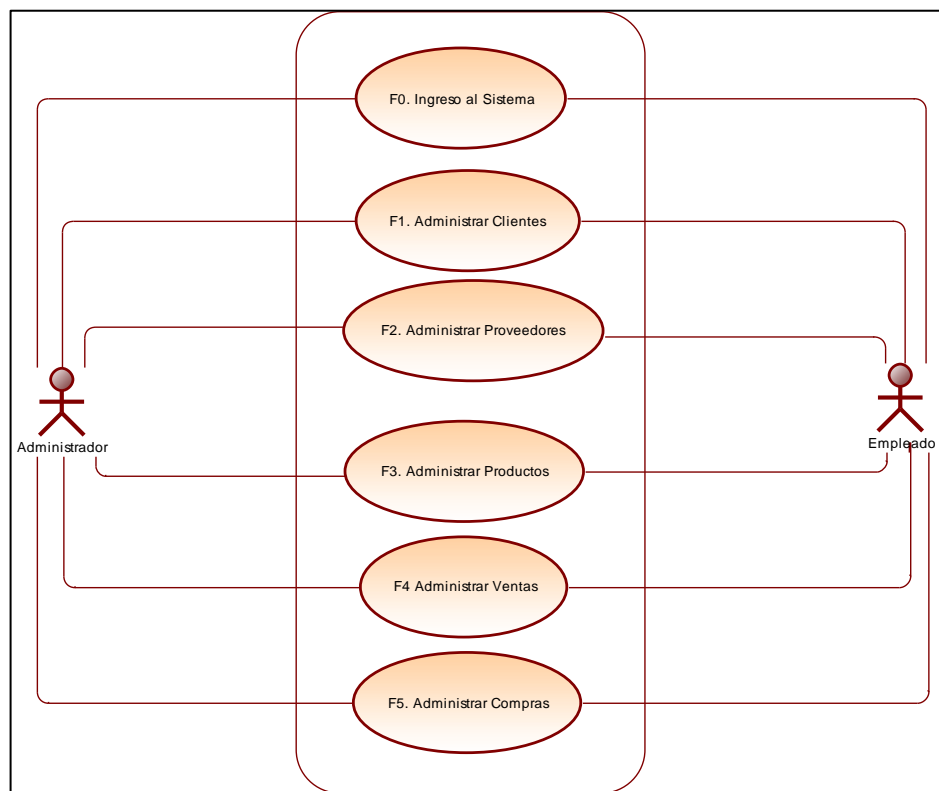 F0. Ingreso al Sistema
F1. Administrar Clientes
F2. Administrar Proveedores
Administrador
Empleado
F3. Administrar Productos
F4 Administrar Ventas
F5. Administrar Compras